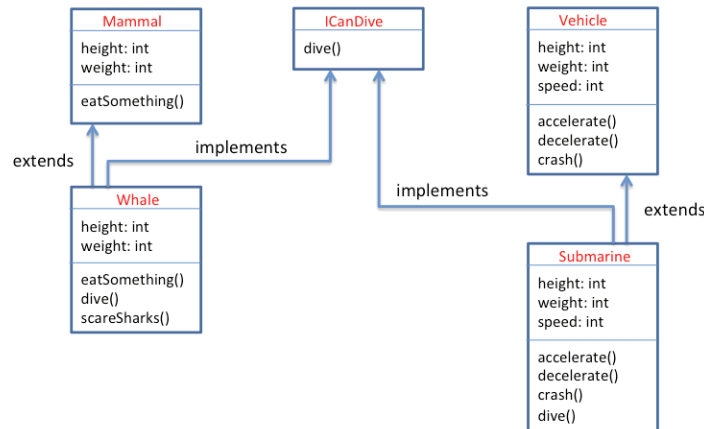 Mammal
height: int
weight: int
eatSomething()
ICanDive
dive()
Vehicle
height: int
weight: int
speed: int
accelerate()
decelerate()
crash()
extends
implements
implements
extends
Whale
height: int
weight: int
eatSomething()
dive()
scareSharks()
Submarine
height: int
weight: int
speed: int
accelerate()
decelerate()
crash()
dive()